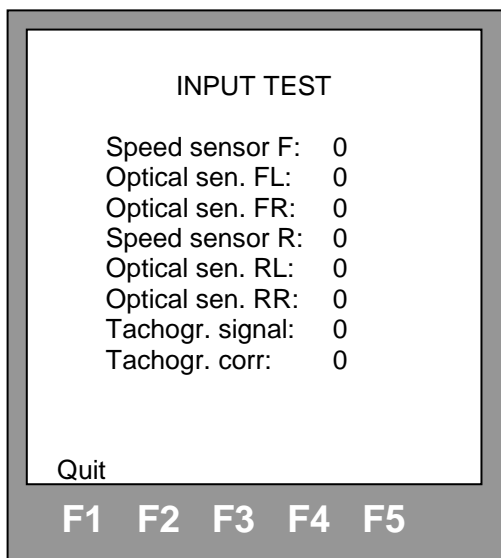 INPUT TEST
Speed sensor F: 0
Optical sen. FL: 0
Optical sen. FR: 0
Speed sensor R: 0
Optical sen. RL: 0
Optical sen. RR: 0
Tachogr. signal: 0
Tachogr. corr: 0
Quit
F1 F2 F3 F4 F5